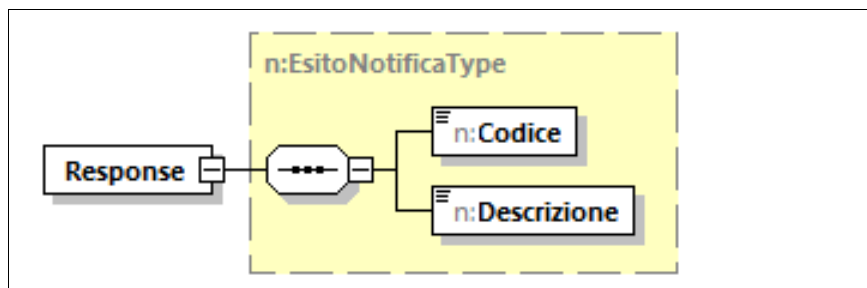 n:EsitoNotificaType
n:Codice
Response
n:Descrizione